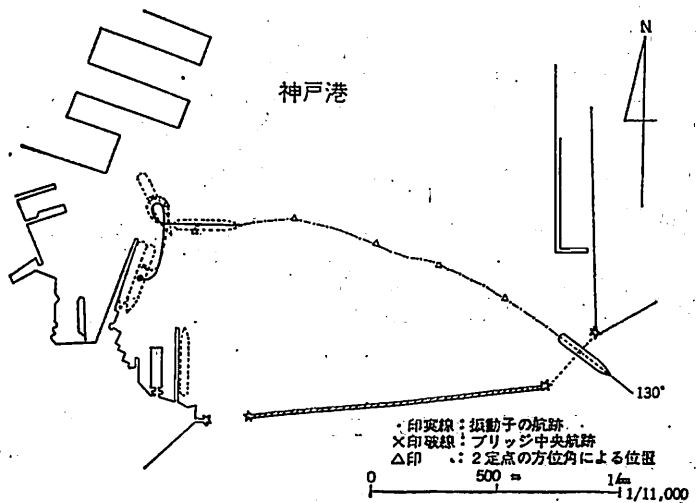 N
神戸港
130°
・印実線：振動子の航跡
×印破線：ブリッジ中央航跡
△印 ：2定点の方位角による位置
0 500 m 1km
1/11,000